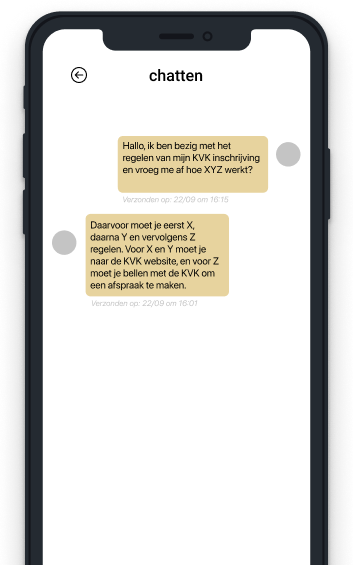 chatten
Hallo, ik ben bezig met het
regelen van mijn KVK inschrijving
en vroeg me af hoe XYZ werkt?
Verzonden op: 22/09 om 16:15
Daarvoor moet je eerst X,
daarna Y en vervolgens Z
regelen. Voor X en Y moet je
naar de KVK website, en voor Z
moet je bellen met de KVK om
een afspraak te maken.
Verzonden op: 22/09 om 16:01